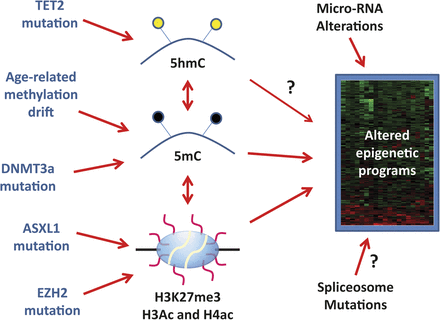 TET2
mutation
Micro-RNA
Alterations
5hmC
?
Age-related
methylation
drift
5mC
Altered
epigenetic
programs
DNMT3a
mutation
ASXL1
mutation
EZH2
mutation
H3K27me3
H3Ac and H4ac
?
Spliceosome
Mutations